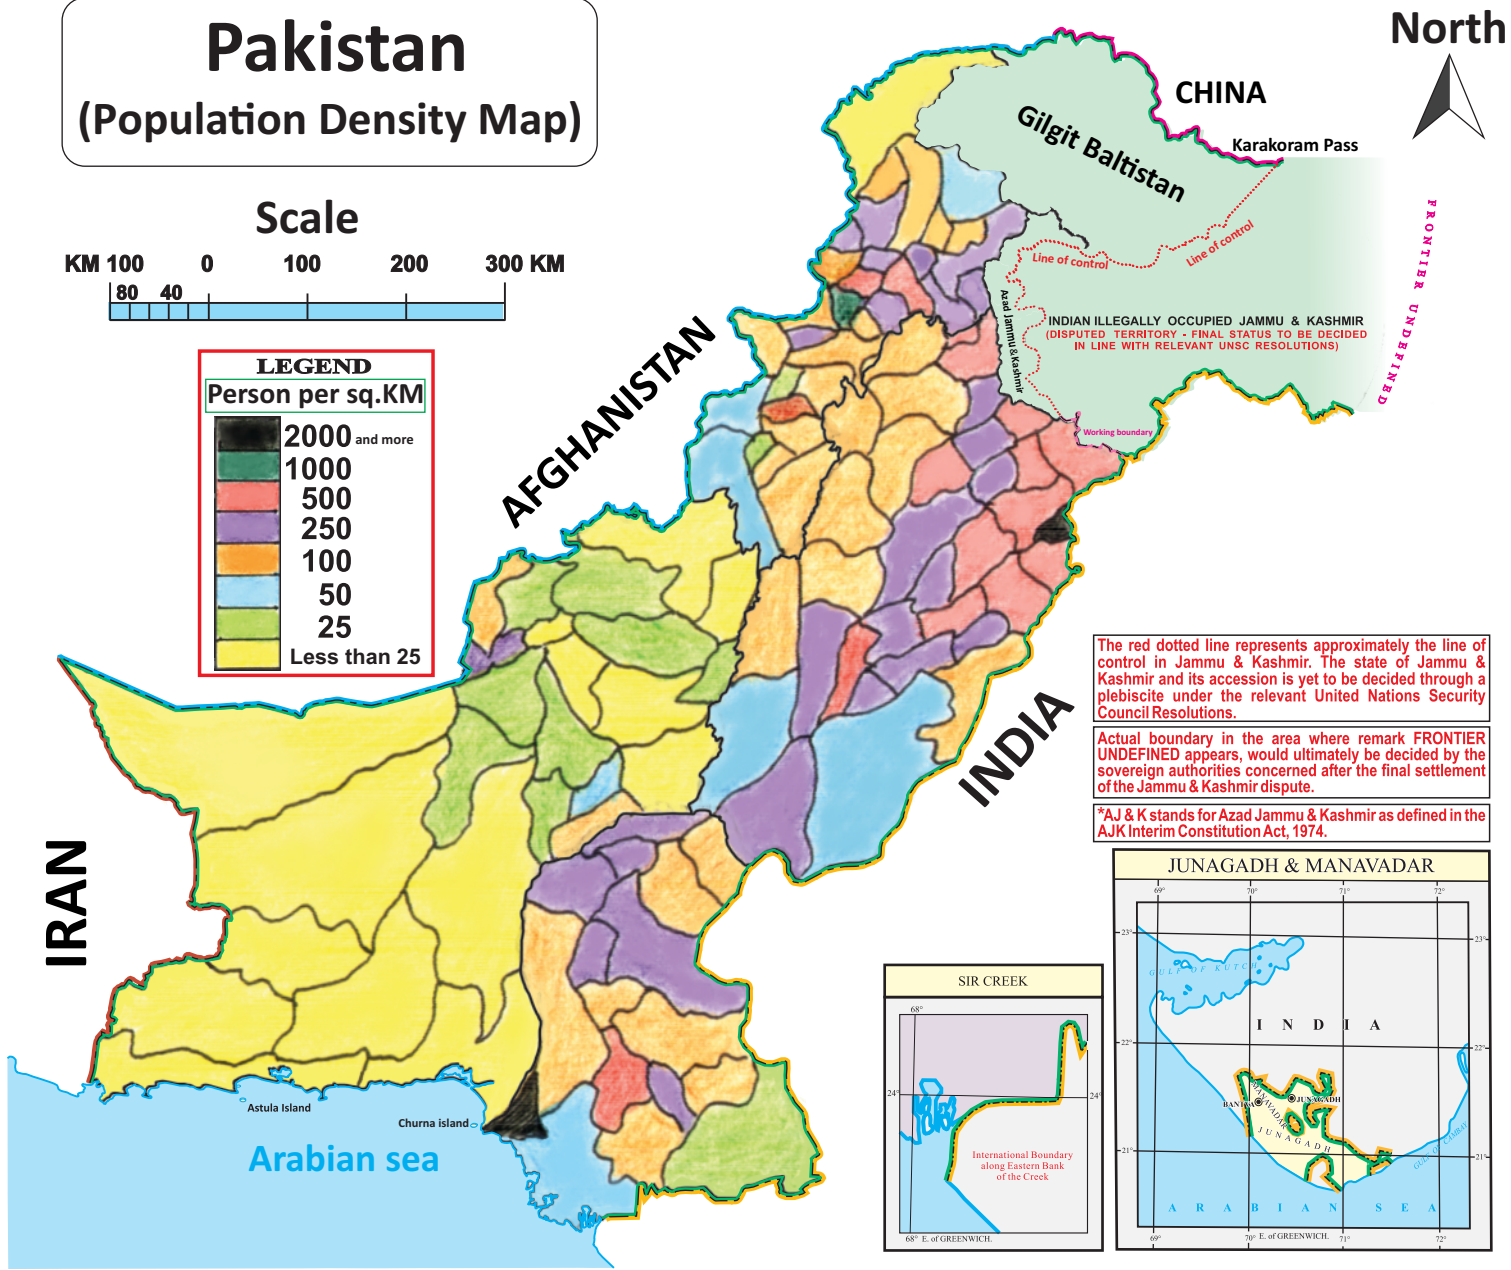 Pakistan
(Population Density Map)
North
Scale
KM 100 0 100 200 300 KM
80 40
LEGEND
Person per sq.KM
2000 and more
1000
500
250
100
50
25
Less than 25
CHINA
Karakoram Pass
Gilgit Baltistan
FRONTIER UNDEFINED
Line of control
Line of control
Azad Jammu & Kashmir
INDIAN ILLEGALLY OCCUPIED JAMMU & KASHMIR
(DISPUTED TERRITORY - FINAL STATUS TO BE DECIDED
IN LINE WITH RELEVANT UNSC RESOLUTIONS)
Working boundary
AFGHANISTAN
INDIA
IRAN
Astula Island
Churna island
Arabian sea
The red dotted line represents approximately the line of
control in Jammu & Kashmir. The state of Jammu &
Kashmir and its accession is yet to be decided through a
plebiscite under the relevant United Nations Security
Council Resolutions.
Actual boundary in the area where remark FRONTIER
UNDEFINED appears, would ultimately be decided by the
sovereign authorities concerned after the final settlement
of the Jammu & Kashmir dispute.
*AJ & K stands for Azad Jammu & Kashmir as defined in the
AJK Interim Constitution Act, 1974.
SIR CREEK
68°
24°
24°
International Boundary
along Eastern Bank
of the Creek
68° E. of GREENWICH.
JUNAGADH & MANAVADAR
69° 70° 71° 72°
23° 23°
GULF OF KUTCH
INDIA
22° 22°
MANAVADAR
BANTVA
JUNAGADH
JUNAGADH
GULF OF CAMBAY
21° 21°
ARABIAN SEA
69° 70° E. of GREENWICH. 71° 72°